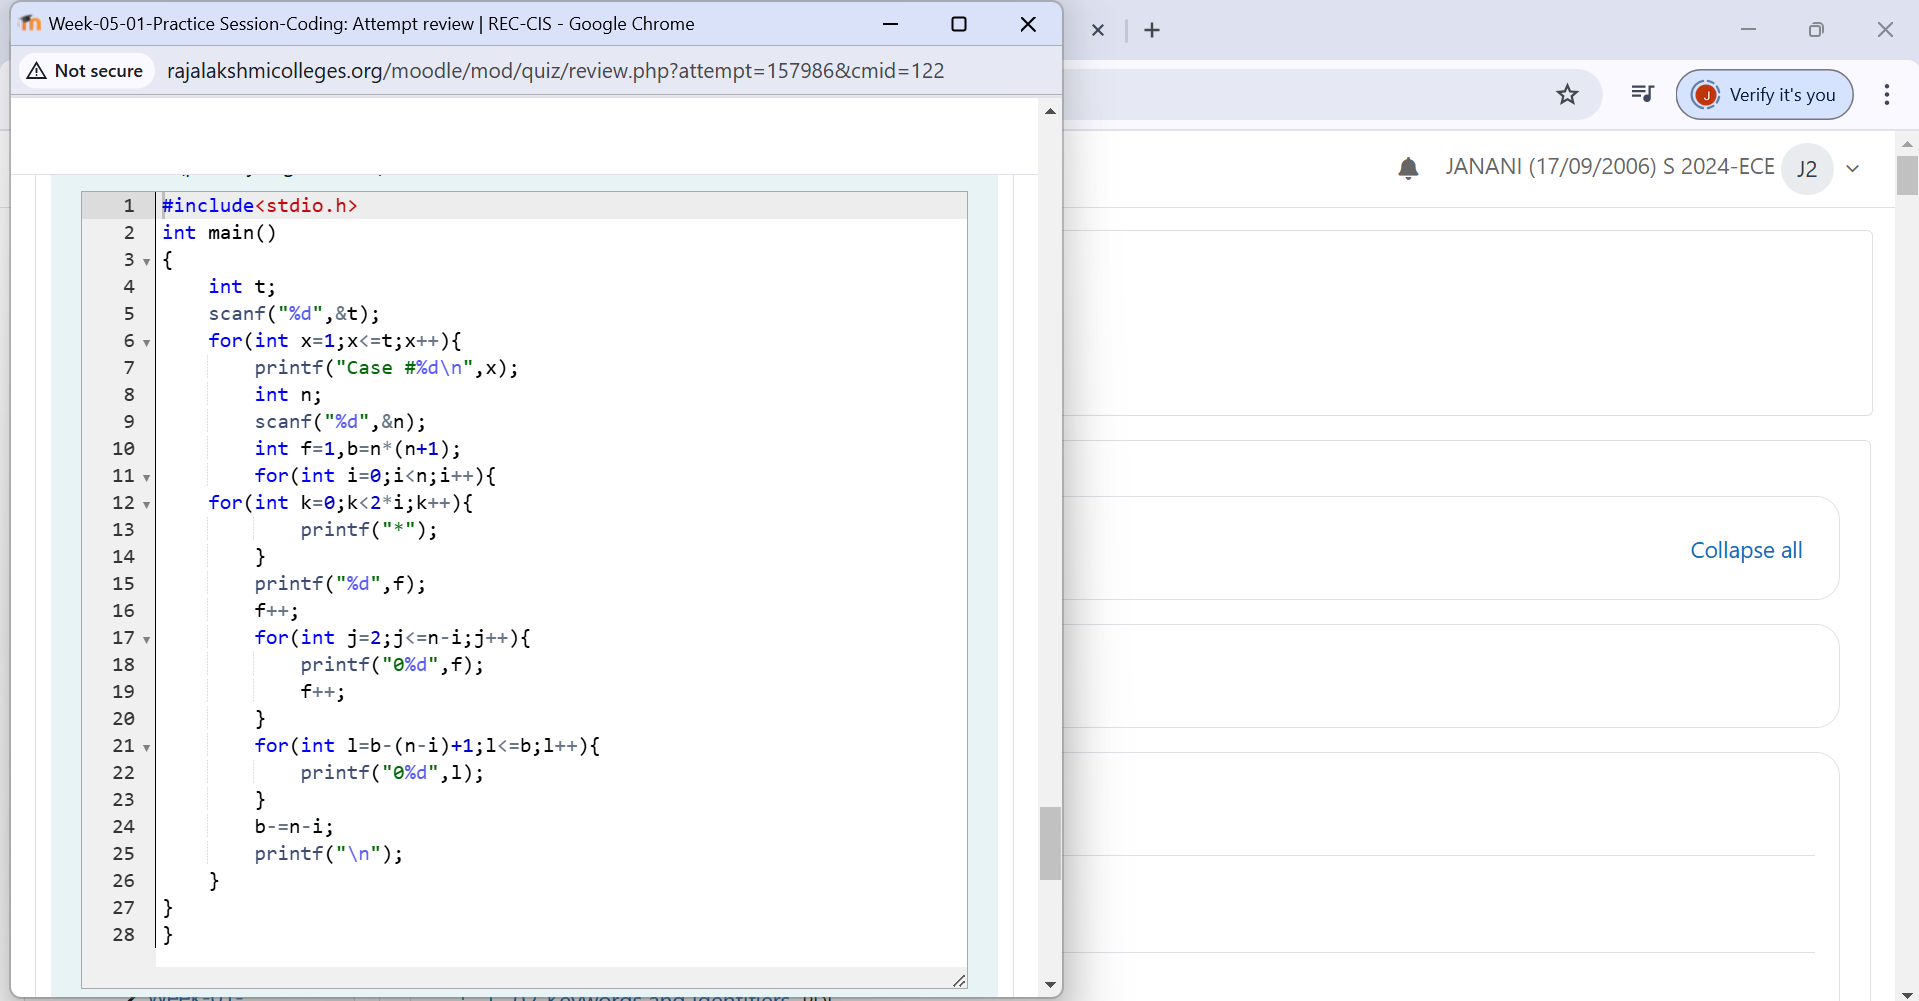 Week-05-01-Practice Session-Coding: Attempt review | REC-CIS - Google Chrome
Not secure rajalakshmicolleges.org/moodle/mod/quiz/review.php?attempt=157986&cmid=122
Verify it's you
JANANI (17/09/2006) S 2024-ECE J2
1 #include<stdio.h>
2 int main()
3 {
4 int t;
5 scanf("%d",&t);
6 for(int x=1;x<=t;x++){
7 printf("Case #%d\n",x);
8 int n;
9 scanf("%d",&n);
10 int f=1,b=n*(n+1);
11 for(int i=0;i<n;i++){
12 for(int k=0;k<2*i;k++){
13 printf("*");
14 }
15 printf("%d",f);
16 f++;
17 for(int j=2;j<=n-i;j++){
18 printf("0%d",f);
19 f++;
20 }
21 for(int l=b-(n-i)+1;l<=b;l++){
22 printf("0%d",l);
23 }
24 b-=n-i;
25 printf("\n");
26 }
27 }
28 }
Collapse all